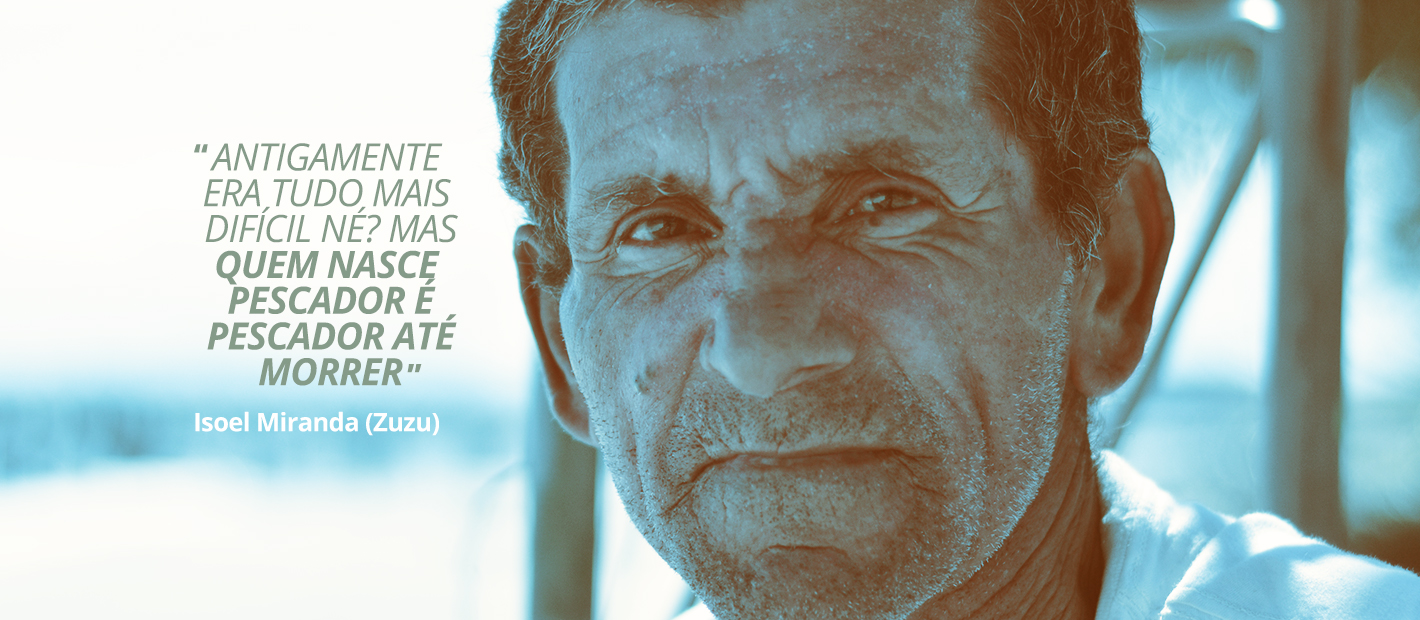 “ANTIGAMENTE
ERA TUDO MAIS
DIFÍCIL NÉ? MAS
QUEM NASCE
PESCADOR É
PESCADOR ATÉ
MORRER”
Isoel Miranda (Zuzu)